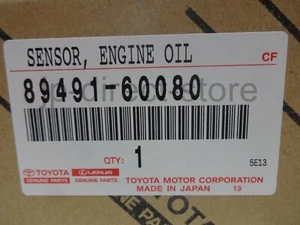 SENSOR, ENGINE OIL CF
89491-60080
QTY: 1 5E13
TOYOTA LEXUS
GENUINE PARTS GENUINE PARTS
TOYOTA MOTOR CORPORATION
MADE IN JAPAN 13